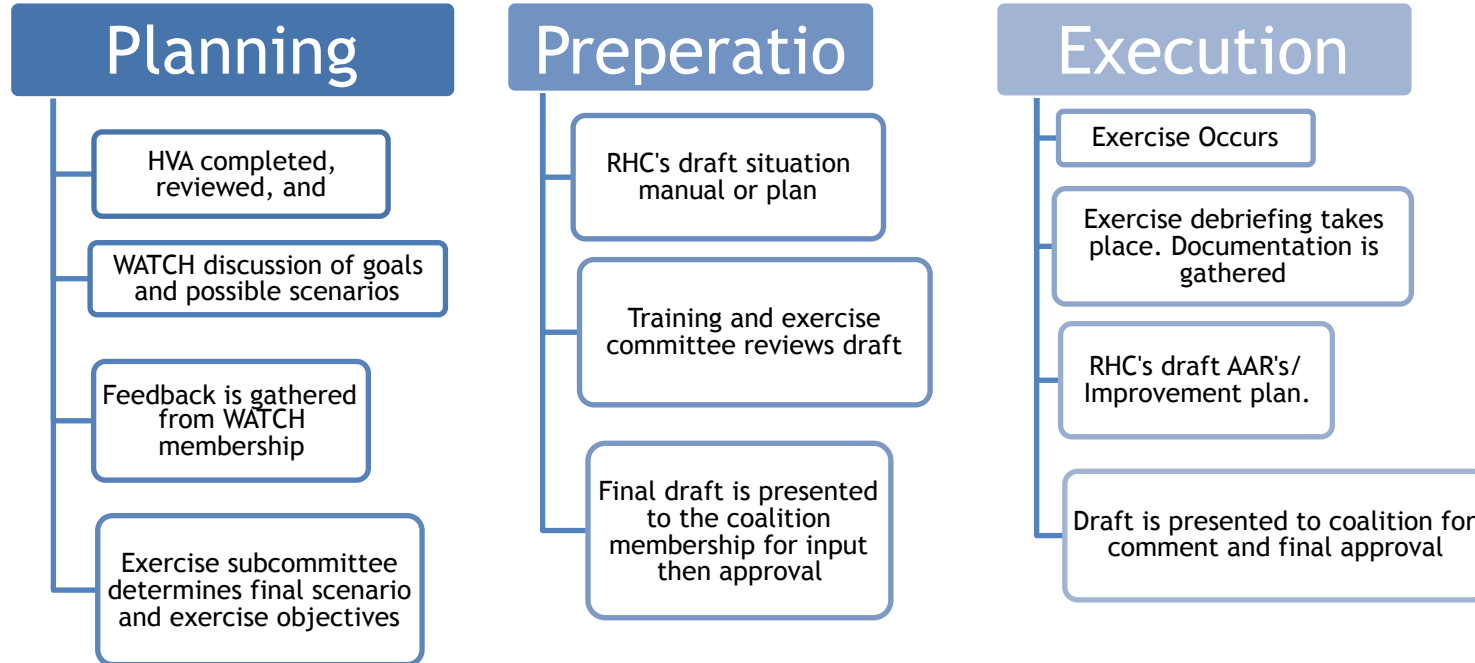 Planning
HVA completed,
reviewed, and
WATCH discussion of goals
and possible scenarios
Feedback is gathered
from WATCH
membership
Exercise subcommittee
determines final scenario
and exercise objectives
Preperatio
RHC's draft situation
manual or plan
Training and exercise
committee reviews draft
Final draft is presented
to the coalition
membership for input
then approval
Execution
Exercise Occurs
Exercise debriefing takes
place. Documentation is
gathered
RHC's draft AAR's/
Improvement plan.
Draft is presented to coalition for
comment and final approval